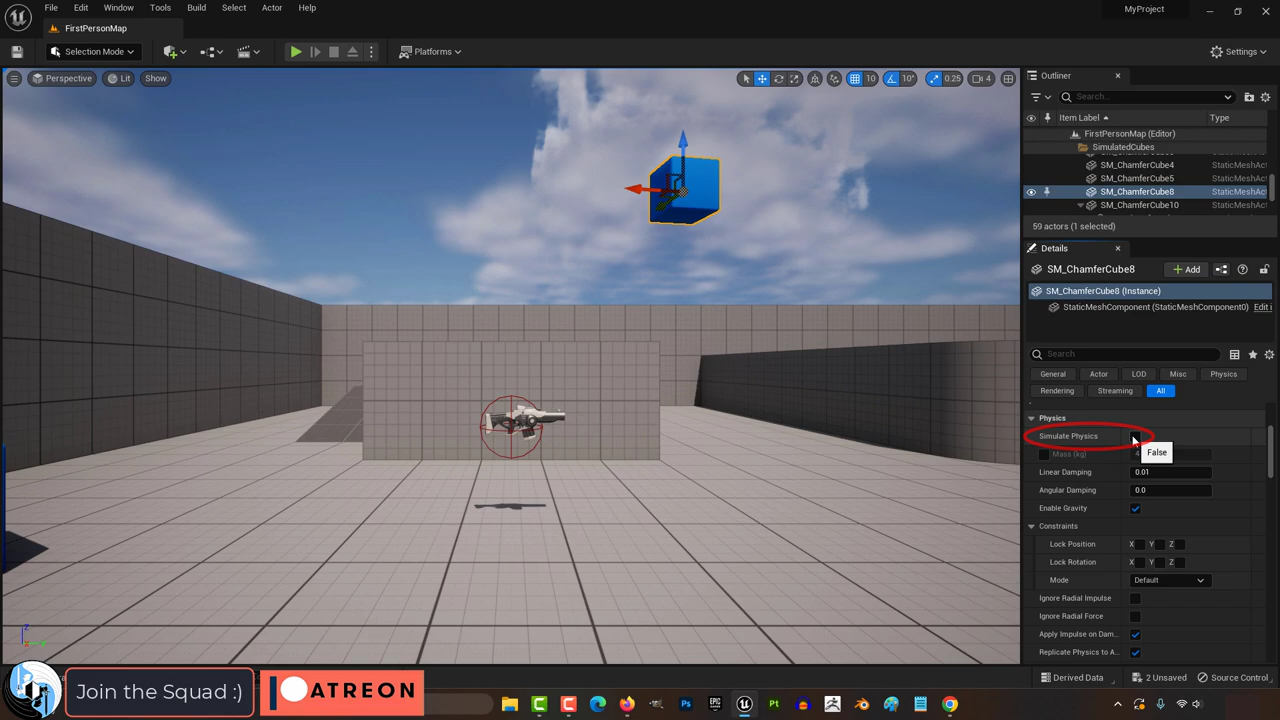 File Edit Window Tools Build Select Actor Help
MyProject
FirstPersonMap
Selection Mode
Platforms
Settings
Perspective Lit Show
10 10° 0.25 4
Outliner
Search...
Item Label Type
FirstPersonMap (Editor)
SimulatedCubes
SM_ChamferCube4 StaticMeshAct
SM_ChamferCube5 StaticMeshAct
SM_ChamferCube8 StaticMeshAct
SM_ChamferCube10 StaticMeshAct
59 actors (1 selected)
Details
SM_ChamferCube8
+ Add
SM_ChamferCube8 (Instance)
StaticMeshComponent (StaticMeshComponent0) Edit i
Search
General Actor LOD Misc Physics
Rendering Streaming All
Physics
Simulate Physics
False
Mass (kg)
Linear Damping 0.01
Angular Damping 0.0
Enable Gravity
Constraints
Lock Position X Y Z
Lock Rotation X Y Z
Mode Default
Ignore Radial Impulse
Ignore Radial Force
Apply Impulse on Dam...
Replicate Physics to A...
Z
Derived Data 2 Unsaved Source Control
Join the Squad :)
PATREON
Ps EPIC Pt